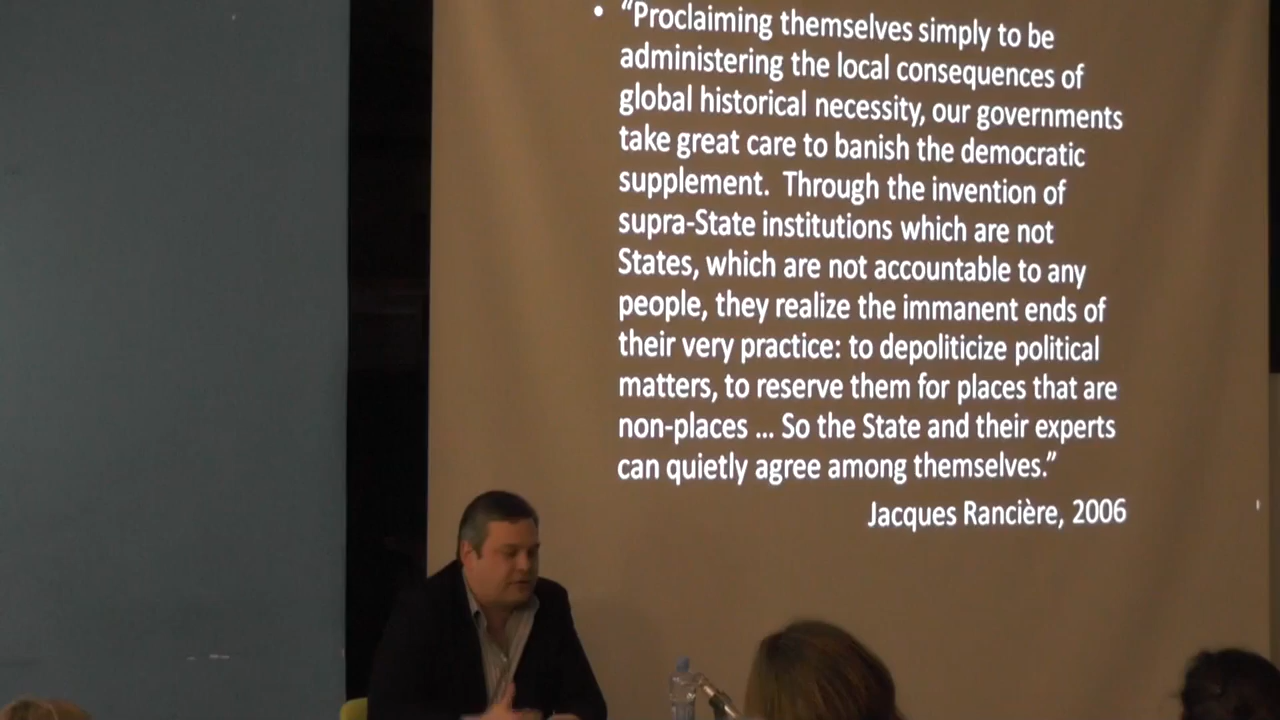 • “Proclaiming themselves simply to be
administering the local consequences of
global historical necessity, our governments
take great care to banish the democratic
supplement.  Through the invention of
supra-State institutions which are not
States, which are not accountable to any
people, they realize the immanent ends of
their very practice: to depoliticize political
matters, to reserve them for places that are
non-places ... So the State and their experts
can quietly agree among themselves.”
Jacques Rancière, 2006